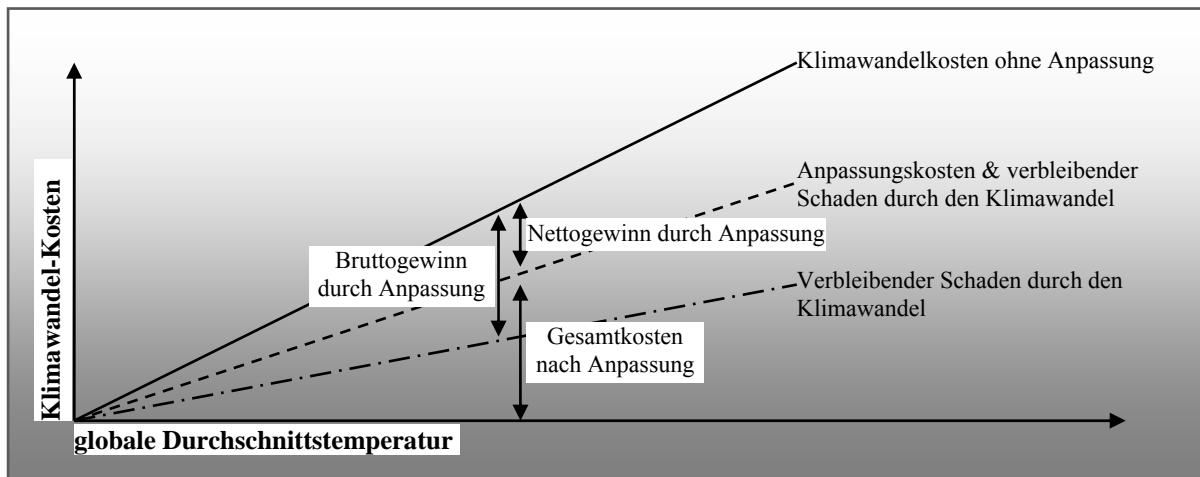 Klimawandelkosten ohne Anpassung
Anpassungskosten & verbleibender
Schaden durch den Klimawandel
Nettogewinn durch Anpassung
Bruttogewinn
durch Anpassung
Verbleibender Schaden durch den
Klimawandel
Gesamtkosten
nach Anpassung
Klimawandel-Kosten
globale Durchschnittstemperatur